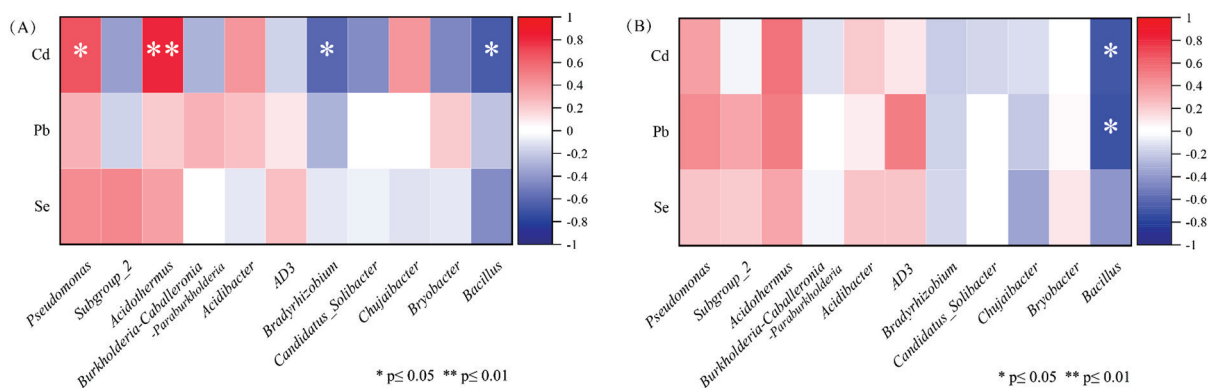 (A)
Cd
*
**
*
*
Pb
Se
1
0.8
0.6
0.4
0.2
0
-0.2
-0.4
-0.6
-0.8
-1
Pseudomonas
Subgroup_2
Acidothermus
Burkholderia-Caballeronia
-Paraburkholderia
Acidibacter
AD3
Bradyrhizobium
Candidatus_Solibacter
Chujaibacter
Bryobacter
Bacillus
* p≤ 0.05 ** p≤ 0.01
(B)
Cd
*
Pb
*
Se
1
0.8
0.6
0.4
0.2
0
-0.2
-0.4
-0.6
-0.8
-1
Pseudomonas
Subgroup_2
Acidothermus
Burkholderia-Caballeronia
-Paraburkholderia
Acidibacter
AD3
Bradyrhizobium
Candidatus_Solibacter
Chujaibacter
Bryobacter
Bacillus
* p≤ 0.05 ** p≤ 0.01